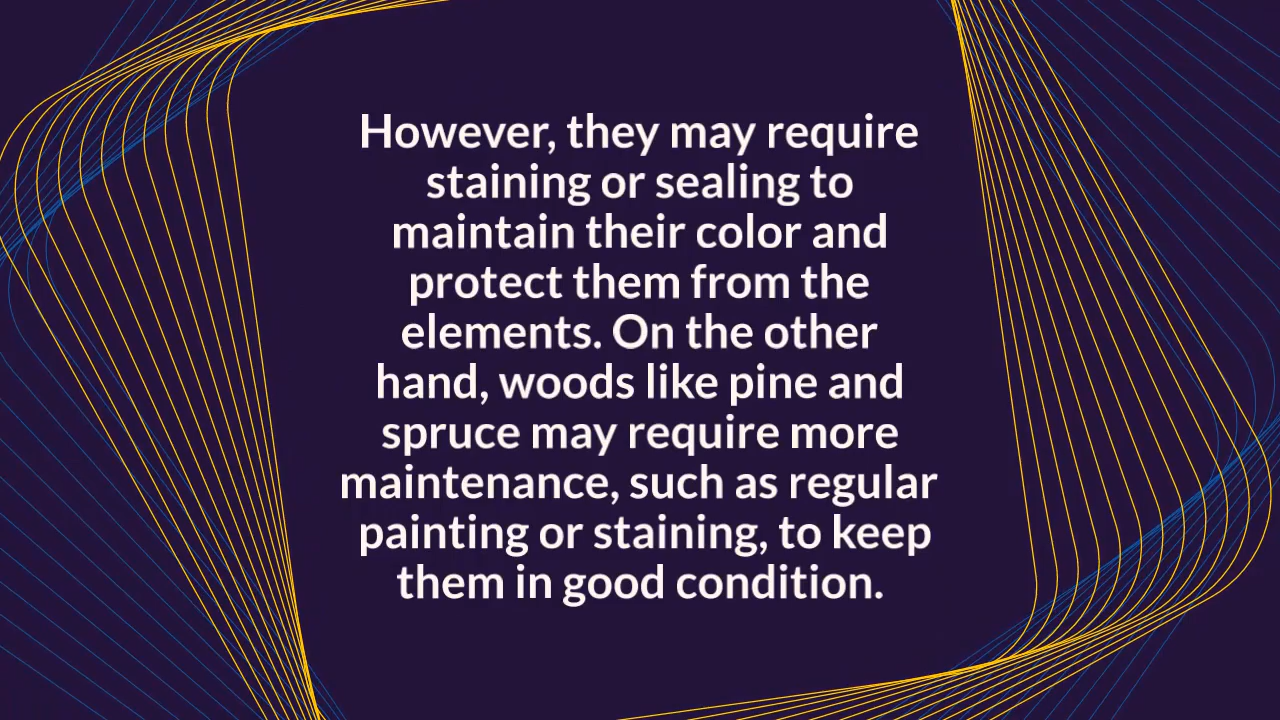 However, they may require
staining or sealing to
maintain their color and
protect them from the
elements. On the other
hand, woods like pine and
spruce may require more
maintenance, such as regular
painting or staining, to keep
them in good condition.